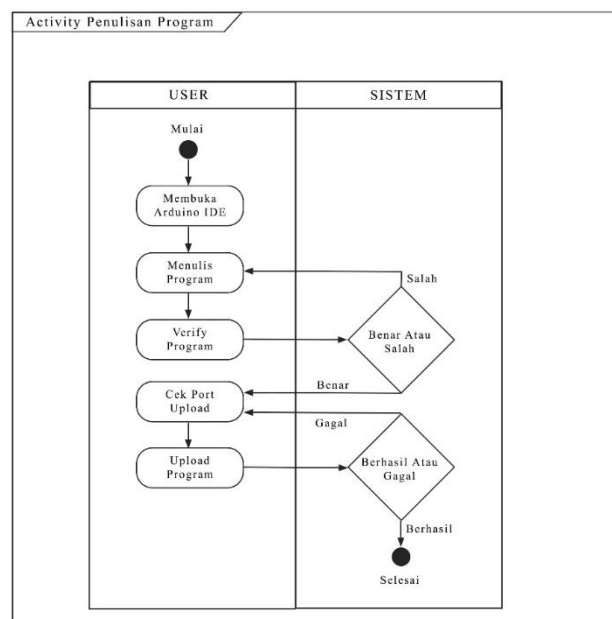 Activity Penulisan Program
USER
SISTEM
Mulai
Membuka
Arduino IDE
Menulis
Program
Salah
Verify
Program
Benar Atau
Salah
Benar
Cek Port
Upload
Gagal
Upload
Program
Berhasil Atau
Gagal
Berhasil
Selesai